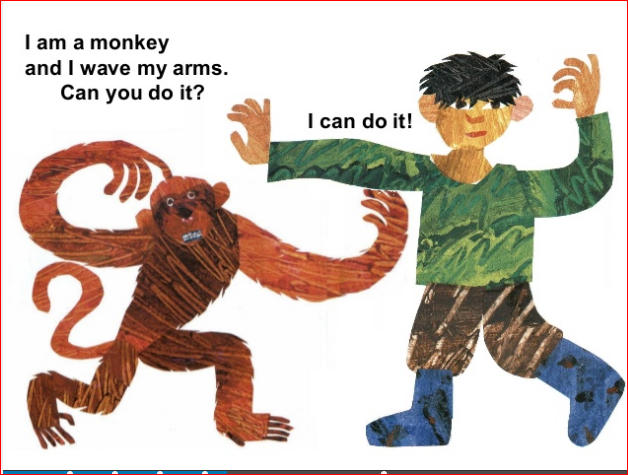 I am a monkey
and I wave my arms.
Can you do it?
I can do it!